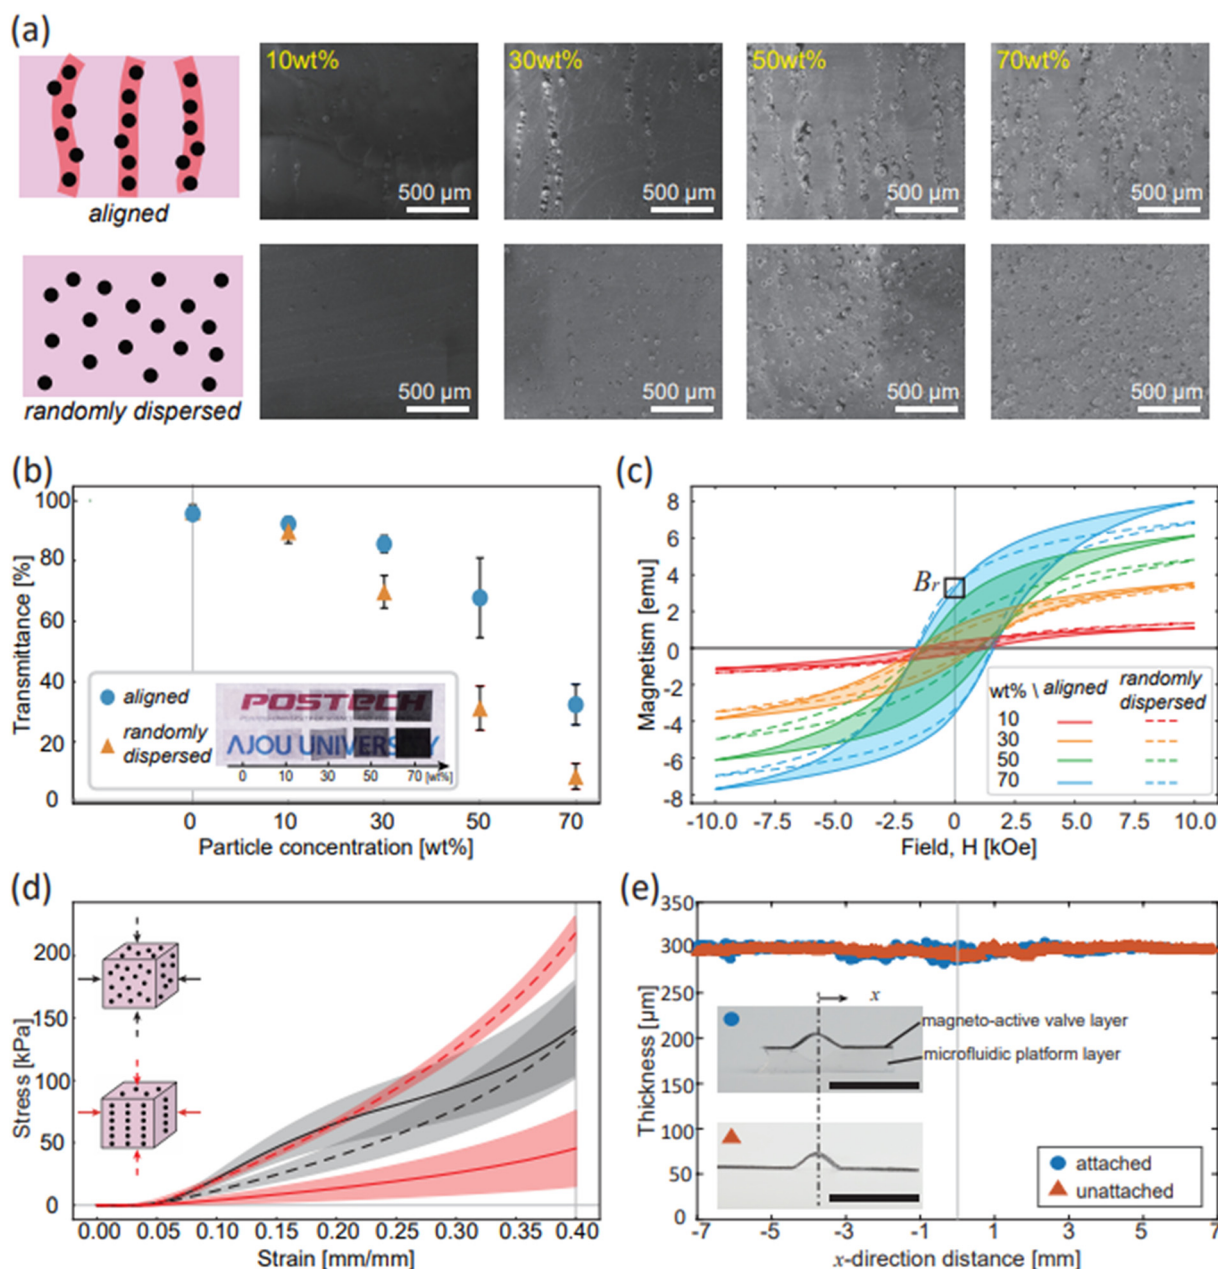 (a)
10wt%
30wt%
50wt%
70wt%
500 µm
500 µm
500 µm
500 µm
aligned
500 µm
500 µm
500 µm
500 µm
randomly dispersed
(b)
100
80
60
40
20
0
Transmittance [%]
aligned
randomly
dispersed
POSTECH
AJOU UNIVERSITY
0 10 30 50 70 [wt%]
0 10 30 50 70
Particle concentration [wt%]
(c)
8
6
4
2
0
-2
-4
-6
-8
Magnetism [emu]
Br
wt% \ aligned randomly
dispersed
10
30
50
70
-10.0 -7.5 -5.0 -2.5 0 2.5 5.0 7.5 10.0
Field, H [kOe]
(d)
200
150
100
50
0
Stress [kPa]
0.00 0.05 0.10 0.15 0.20 0.25 0.30 0.35 0.40
Strain [mm/mm]
(e)
350
300
250
200
150
100
50
0
Thickness [µm]
x
magneto-active valve layer
microfluidic platform layer
attached
unattached
-7 -5 -3 -1 1 3 5 7
x-direction distance [mm]